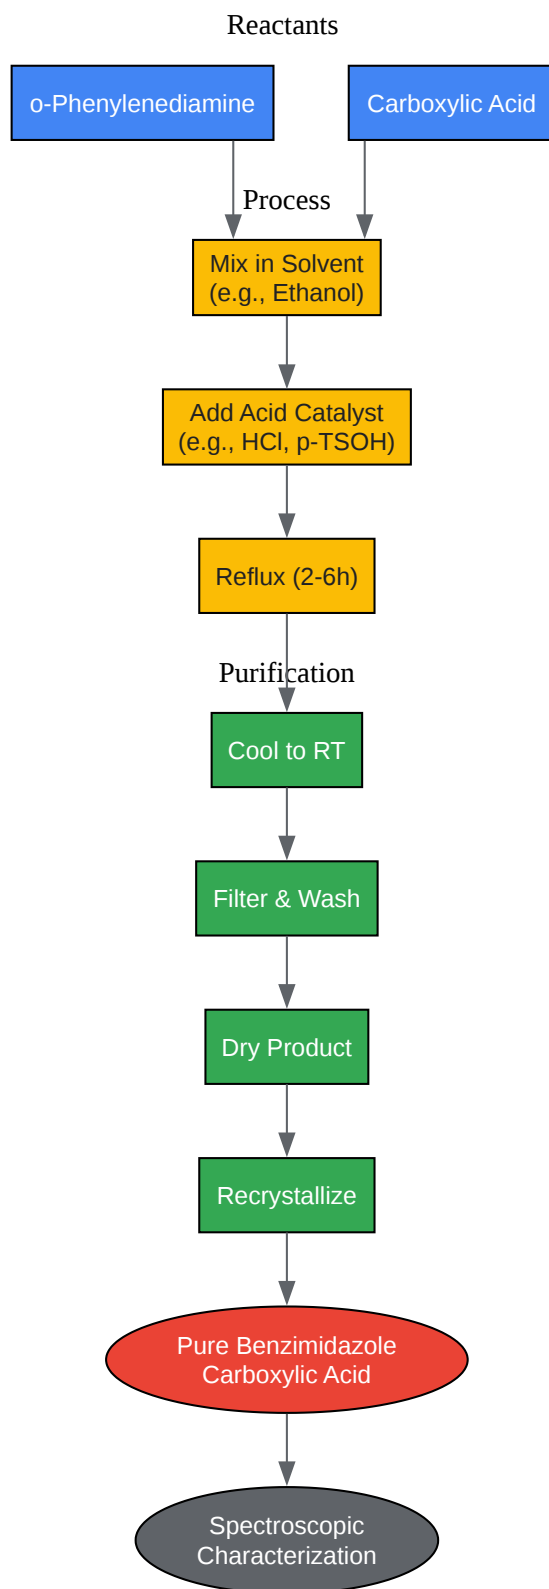 Reactants
o-Phenylenediamine
Carboxylic Acid
Process
Mix in Solvent
(e.g., Ethanol)
Add Acid Catalyst
(e.g., HCl, p-TSOH)
Reflux (2-6h)
Purification
Cool to RT
Filter & Wash
Dry Product
Recrystallize
Pure Benzimidazole
Carboxylic Acid
Spectroscopic
Characterization